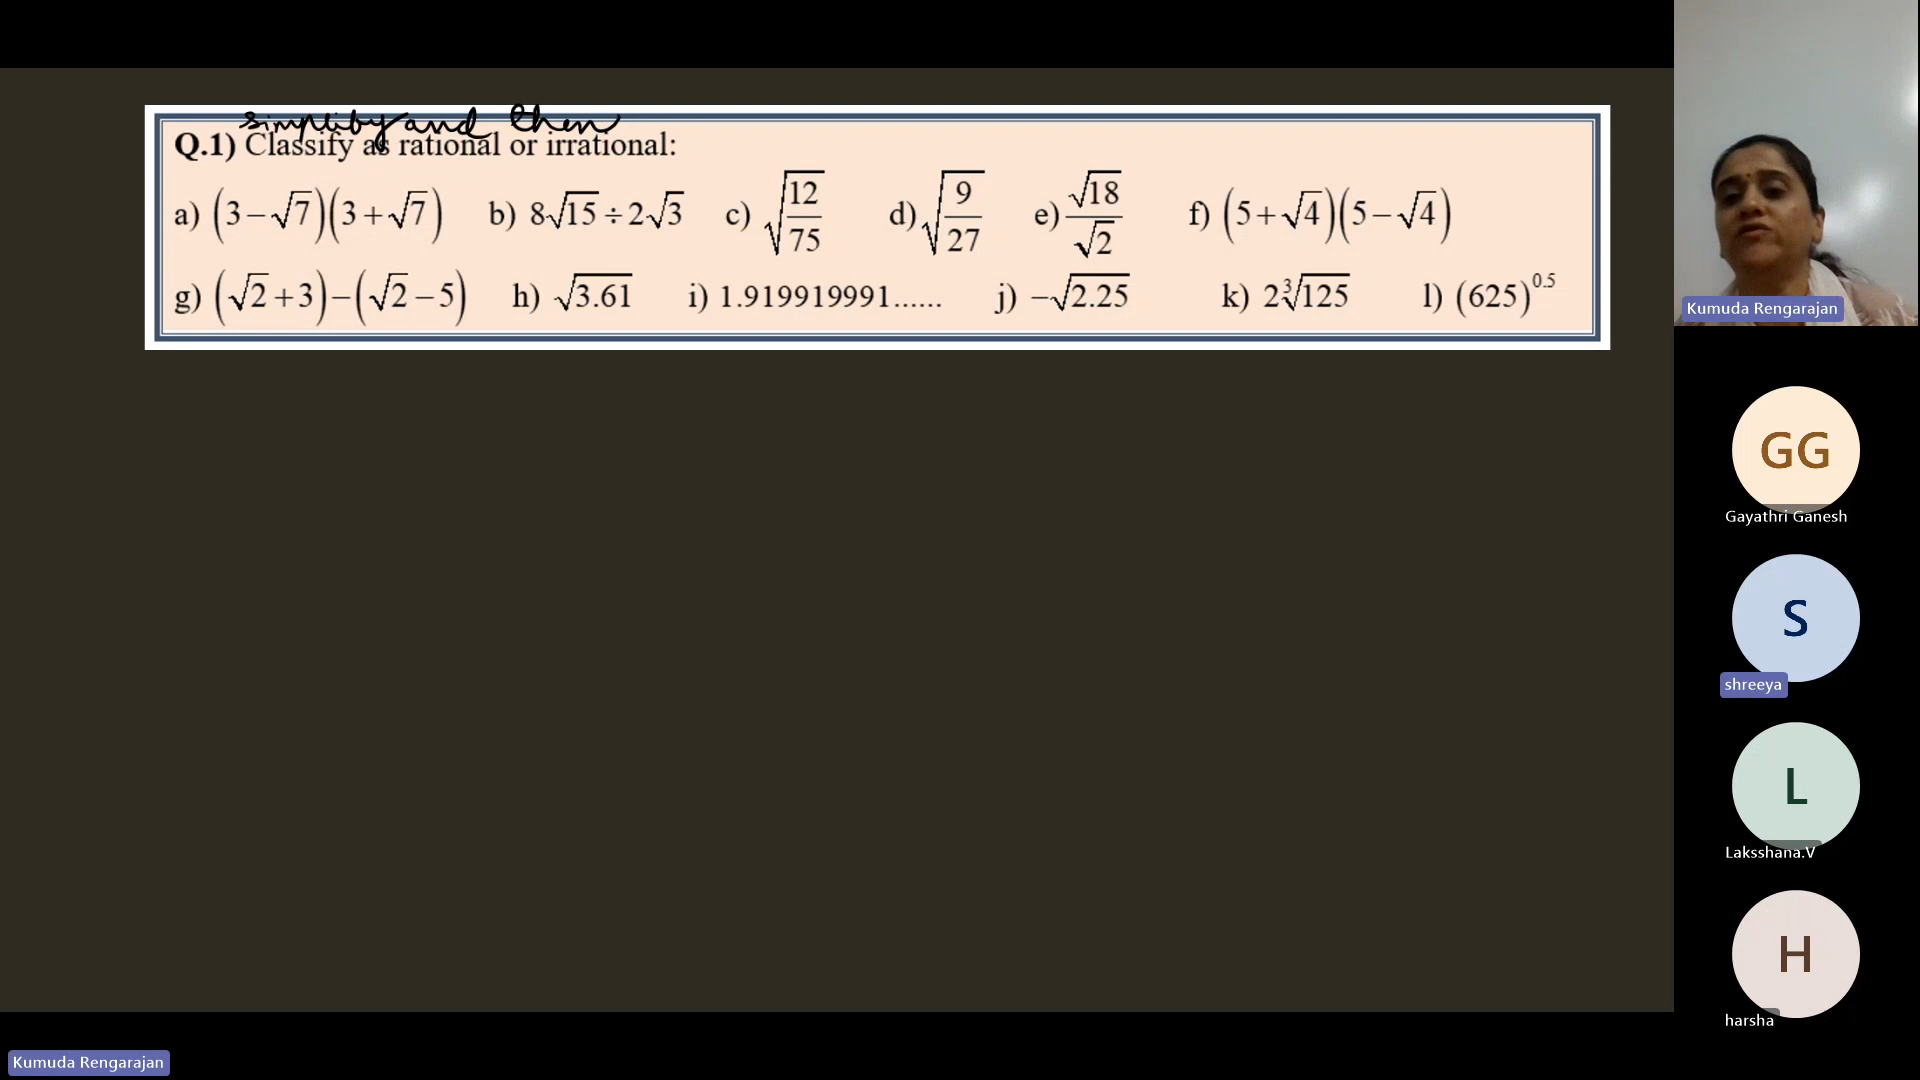 simplify and then
Q.1) Classify as rational or irrational:
a) (3−√7)(3+√7) b) 8√15÷2√3 c) √(12/75) d) √(9/27) e) √18/√2 f) (5+√4)(5−√4)
g) (√2+3)−(√2−5) h) √3.61 i) 1.919919991...... j) −√2.25 k) 2∛125 l) (625)^0.5
Kumuda Rengarajan
GG
Gayathri Ganesh
S
shreeya
L
Laksshana.V
H
harsha
Kumuda Rengarajan